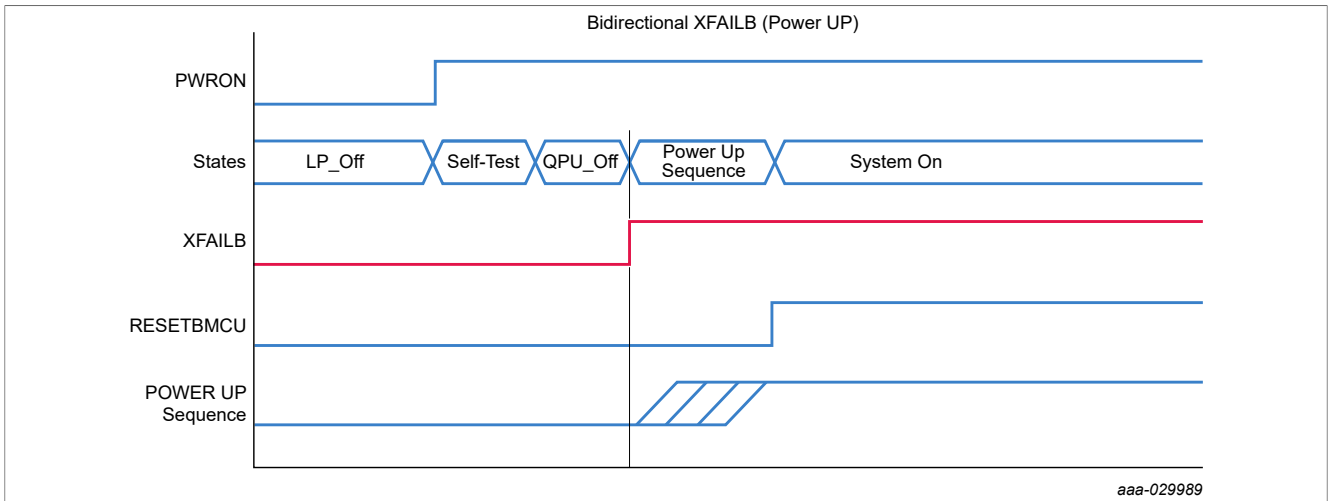 Bidirectional XFAILB (Power UP)
PWRON
States
LP_Off
Self-Test
QPU_Off
Power Up
Sequence
System On
XFAILB
RESETBMCU
POWER UP
Sequence
aaa-029989